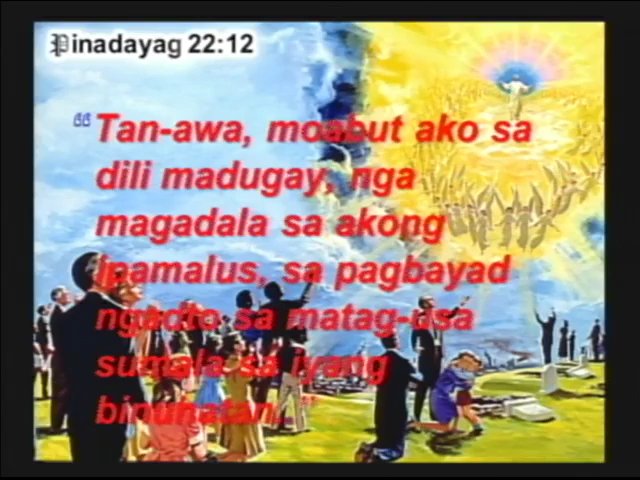 Pinadayag 22:12
“Tan-awa, moabut ako sa
dili madugay, nga
magadala sa akong
ipamalus, sa pagbayad
ngadto sa matag-usa
sumala sa iyang
binuhatan..”